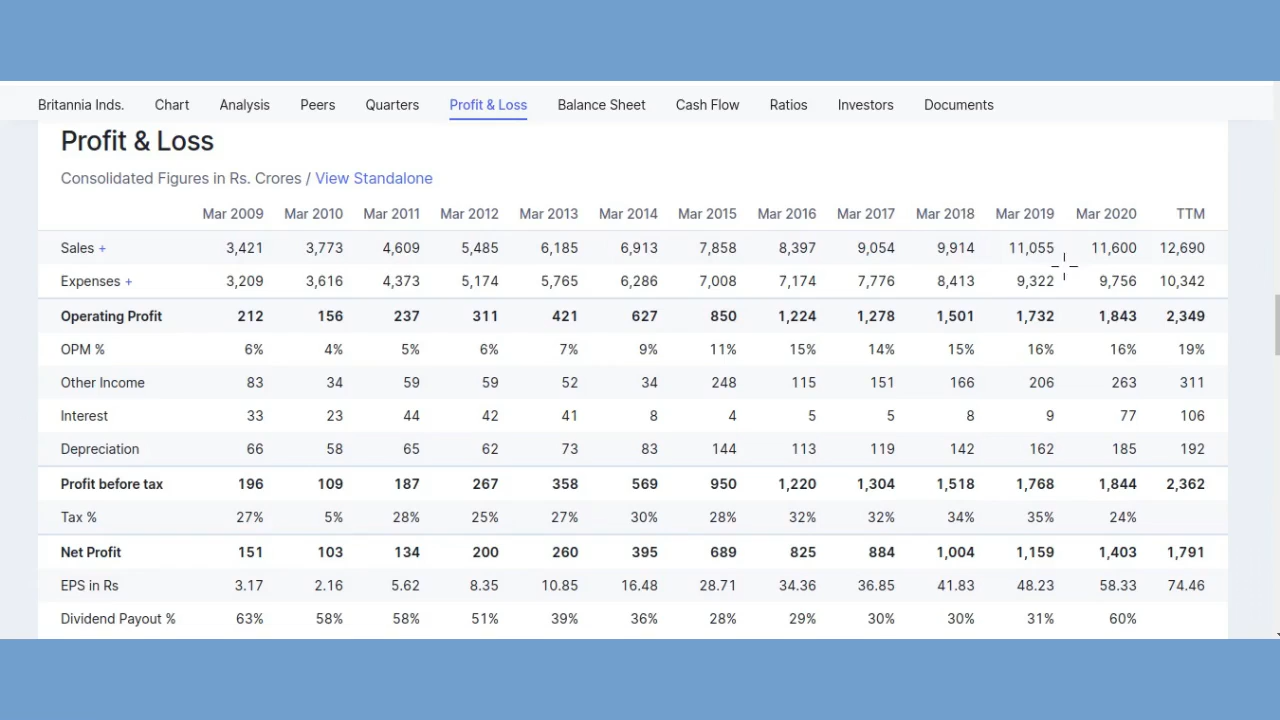 Britannia Inds. Chart Analysis Peers Quarters Profit & Loss Balance Sheet Cash Flow Ratios Investors Documents
Profit & Loss
Consolidated Figures in Rs. Crores / View Standalone
Mar 2009 Mar 2010 Mar 2011 Mar 2012 Mar 2013 Mar 2014 Mar 2015 Mar 2016 Mar 2017 Mar 2018 Mar 2019 Mar 2020 TTM
Sales + 3,421 3,773 4,609 5,485 6,185 6,913 7,858 8,397 9,054 9,914 11,055 11,600 12,690
Expenses + 3,209 3,616 4,373 5,174 5,765 6,286 7,008 7,174 7,776 8,413 9,322 9,756 10,342
Operating Profit 212 156 237 311 421 627 850 1,224 1,278 1,501 1,732 1,843 2,349
OPM % 6% 4% 5% 6% 7% 9% 11% 15% 14% 15% 16% 16% 19%
Other Income 83 34 59 59 52 34 248 115 151 166 206 263 311
Interest 33 23 44 42 41 8 4 5 5 8 9 77 106
Depreciation 66 58 65 62 73 83 144 113 119 142 162 185 192
Profit before tax 196 109 187 267 358 569 950 1,220 1,304 1,518 1,768 1,844 2,362
Tax % 27% 5% 28% 25% 27% 30% 28% 32% 32% 34% 35% 24%
Net Profit 151 103 134 200 260 395 689 825 884 1,004 1,159 1,403 1,791
EPS in Rs 3.17 2.16 5.62 8.35 10.85 16.48 28.71 34.36 36.85 41.83 48.23 58.33 74.46
Dividend Payout % 63% 58% 58% 51% 39% 36% 28% 29% 30% 30% 31% 60%